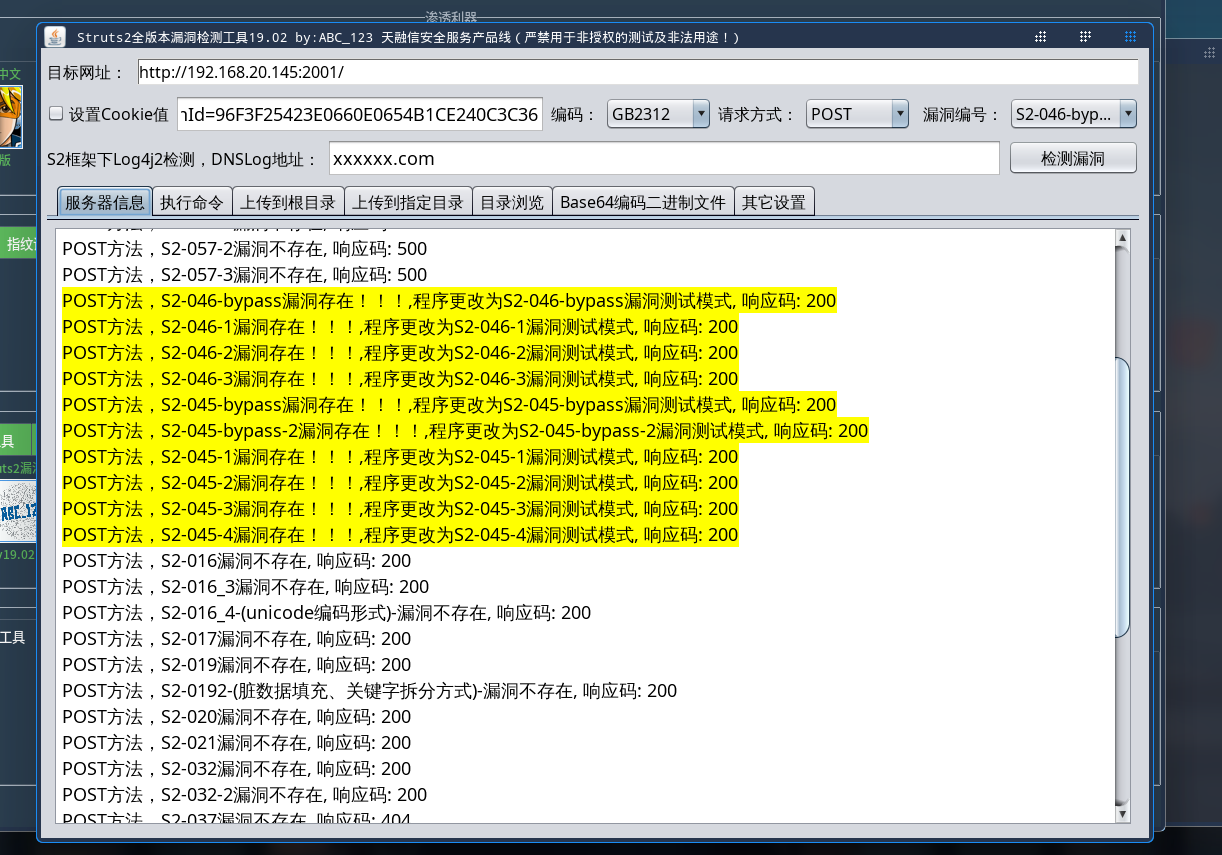 渗透利器
Struts2全版本漏洞检测工具19.02 by:ABC_123 天融信安全服务产品线（严禁用于非授权的测试及非法用途！）
中文
目标网址： http://192.168.20.145:2001/
设置Cookie值 nId=96F3F25423E0660E0654B1CE240C3C36 编码： GB2312 请求方式： POST 漏洞编号： S2-046-byp...
版
S2框架下Log4j2检测，DNSLog地址： xxxxxx.com 检测漏洞
服务器信息 执行命令 上传到根目录 上传到指定目录 目录浏览 Base64编码二进制文件 其它设置
指纹
POST方法，S2-057-2漏洞不存在, 响应码: 500
POST方法，S2-057-3漏洞不存在, 响应码: 500
POST方法，S2-046-bypass漏洞存在！！！,程序更改为S2-046-bypass漏洞测试模式, 响应码: 200
POST方法，S2-046-1漏洞存在！！！,程序更改为S2-046-1漏洞测试模式, 响应码: 200
POST方法，S2-046-2漏洞存在！！！,程序更改为S2-046-2漏洞测试模式, 响应码: 200
POST方法，S2-046-3漏洞存在！！！,程序更改为S2-046-3漏洞测试模式, 响应码: 200
POST方法，S2-045-bypass漏洞存在！！！,程序更改为S2-045-bypass漏洞测试模式, 响应码: 200
POST方法，S2-045-bypass-2漏洞存在！！！,程序更改为S2-045-bypass-2漏洞测试模式, 响应码: 200
具
POST方法，S2-045-1漏洞存在！！！,程序更改为S2-045-1漏洞测试模式, 响应码: 200
uts2漏
POST方法，S2-045-2漏洞存在！！！,程序更改为S2-045-2漏洞测试模式, 响应码: 200
POST方法，S2-045-3漏洞存在！！！,程序更改为S2-045-3漏洞测试模式, 响应码: 200
ABC_12
POST方法，S2-045-4漏洞存在！！！,程序更改为S2-045-4漏洞测试模式, 响应码: 200
v19.02
POST方法，S2-016漏洞不存在, 响应码: 200
POST方法，S2-016_3漏洞不存在, 响应码: 200
POST方法，S2-016_4-(unicode编码形式)-漏洞不存在, 响应码: 200
工具
POST方法，S2-017漏洞不存在, 响应码: 200
POST方法，S2-019漏洞不存在, 响应码: 200
POST方法，S2-0192-(脏数据填充、关键字拆分方式)-漏洞不存在, 响应码: 200
POST方法，S2-020漏洞不存在, 响应码: 200
POST方法，S2-021漏洞不存在, 响应码: 200
POST方法，S2-032漏洞不存在, 响应码: 200
POST方法，S2-032-2漏洞不存在, 响应码: 200
POST方法，S2-037漏洞不存在, 响应码: 404